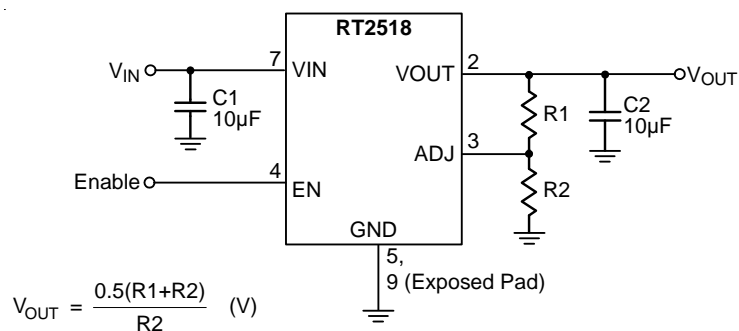 RT2518
V_IN
7
VIN
VOUT
2
V_OUT
C1
10µF
R1
C2
10µF
ADJ
3
Enable
4
EN
R2
GND
5,
9 (Exposed Pad)
V_OUT = 0.5(R1+R2) / R2 (V)